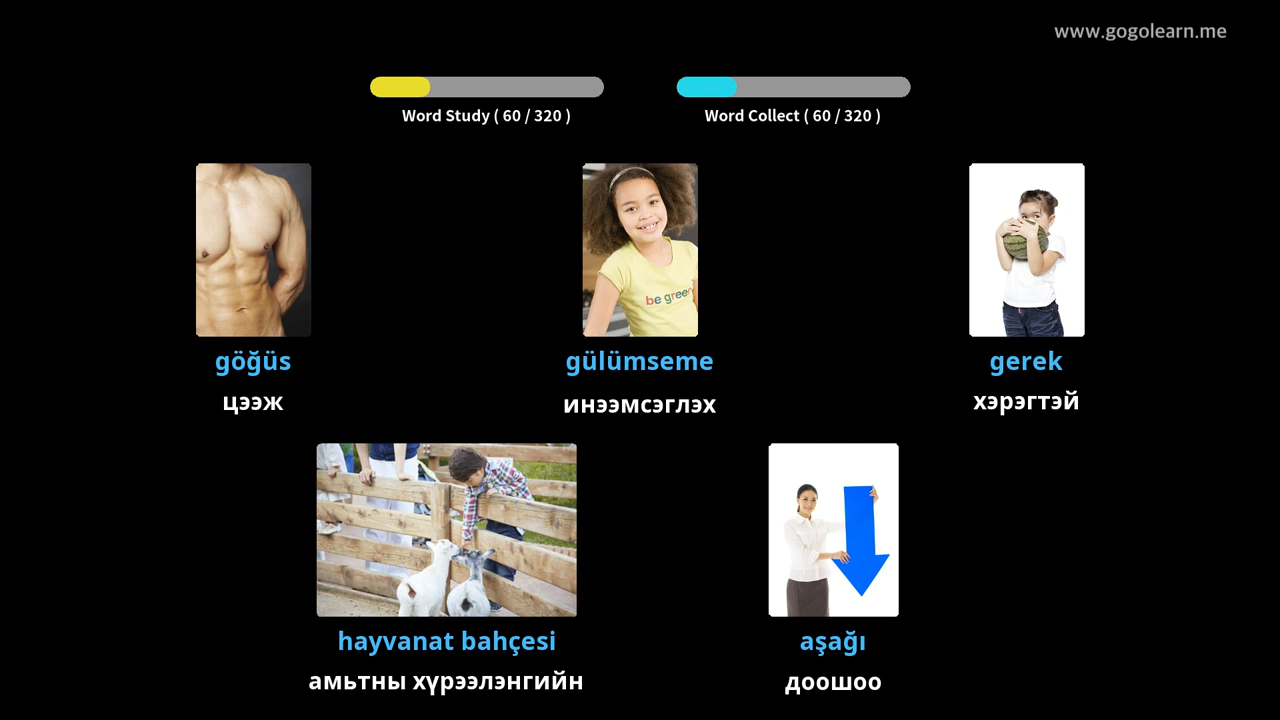 www.gogolearn.me
Word Study ( 60 / 320 )
Word Collect ( 60 / 320 )
be green
göğüs
цээж
gülümseme
инээмсэглэх
gerek
хэрэгтэй
hayvanat bahçesi
амьтны хүрээлэнгийн
aşağı
доошоо